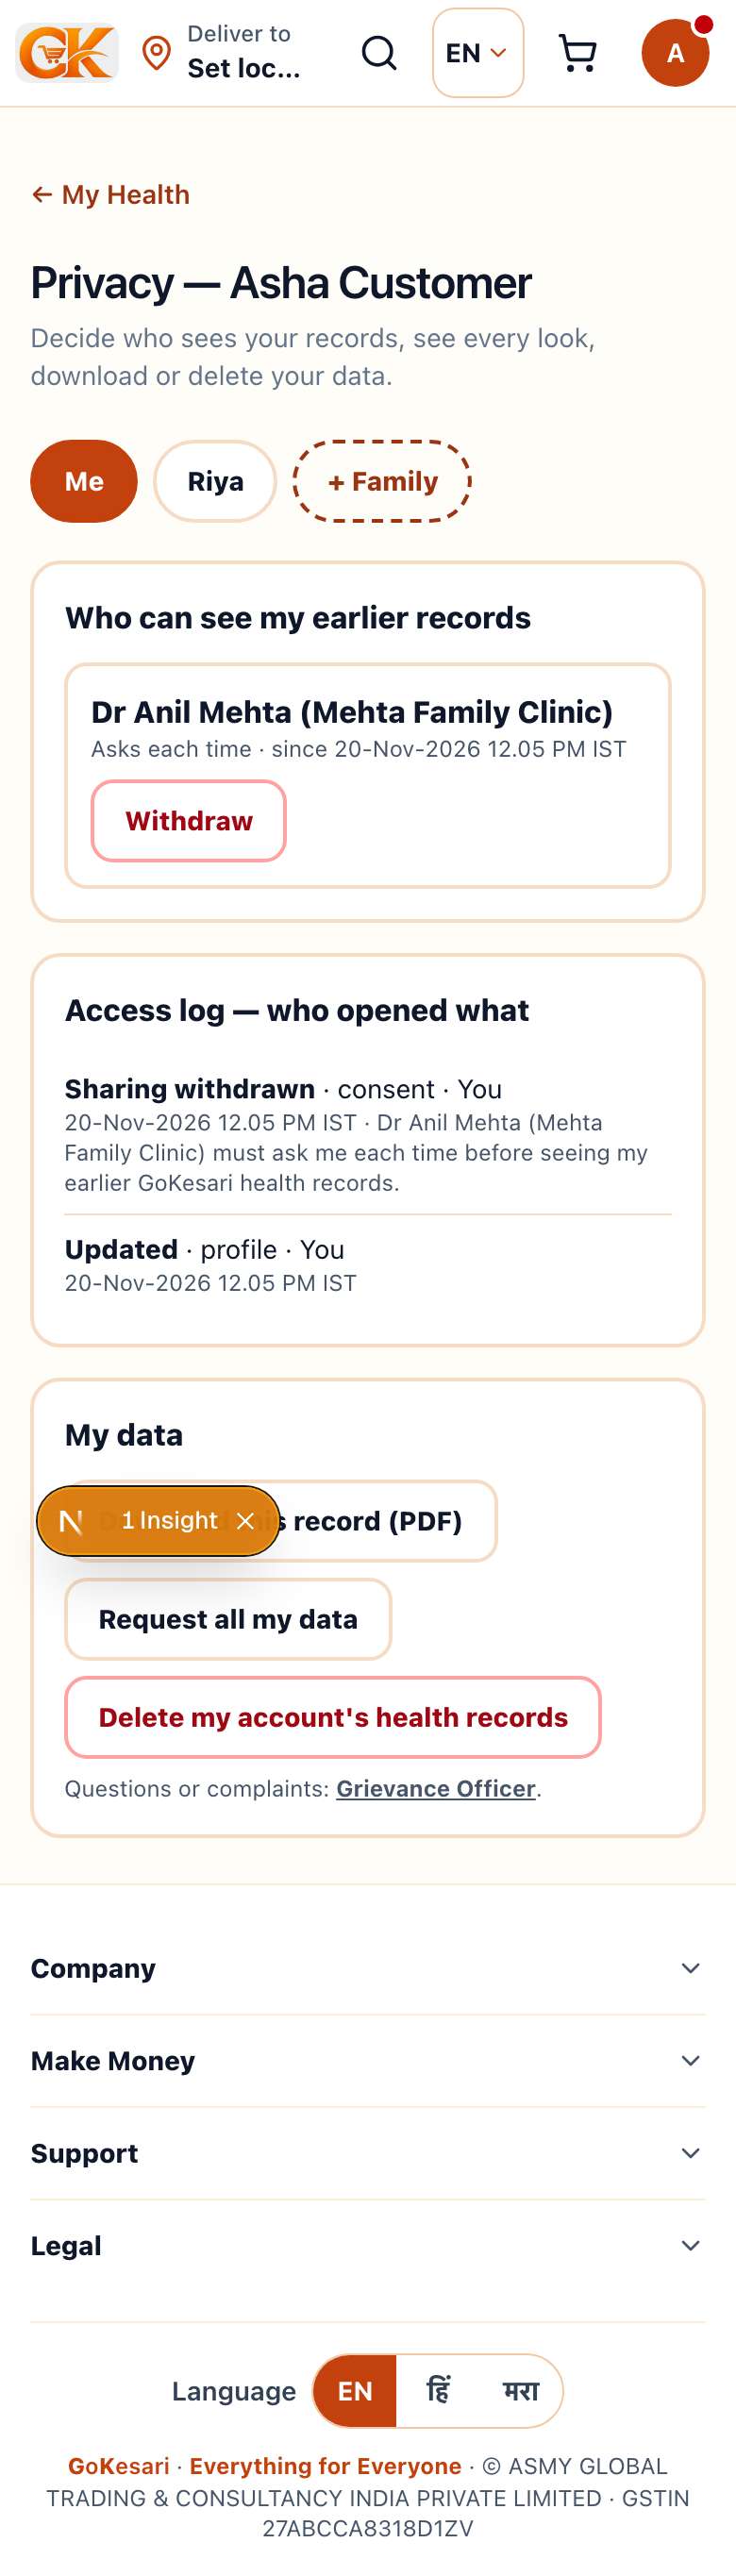 GK
Deliver to
Set loc...
EN
A
← My Health
Privacy — Asha Customer
Decide who sees your records, see every look,
download or delete your data.
Me
Riya
+ Family
Who can see my earlier records
Dr Anil Mehta (Mehta Family Clinic)
Asks each time · since 20-Nov-2026 12.05 PM IST
Withdraw
Access log — who opened what
Sharing withdrawn · consent · You
20-Nov-2026 12.05 PM IST · Dr Anil Mehta (Mehta
Family Clinic) must ask me each time before seeing my
earlier GoKesari health records.
Updated · profile · You
20-Nov-2026 12.05 PM IST
My data
N 1 Insight ×
record (PDF)
Request all my data
Delete my account's health records
Questions or complaints: Grievance Officer.
Company
Make Money
Support
Legal
Language EN हिं मरा
GoKesari · Everything for Everyone · © ASMY GLOBAL
TRADING & CONSULTANCY INDIA PRIVATE LIMITED · GSTIN
27ABCCA8318D1ZV